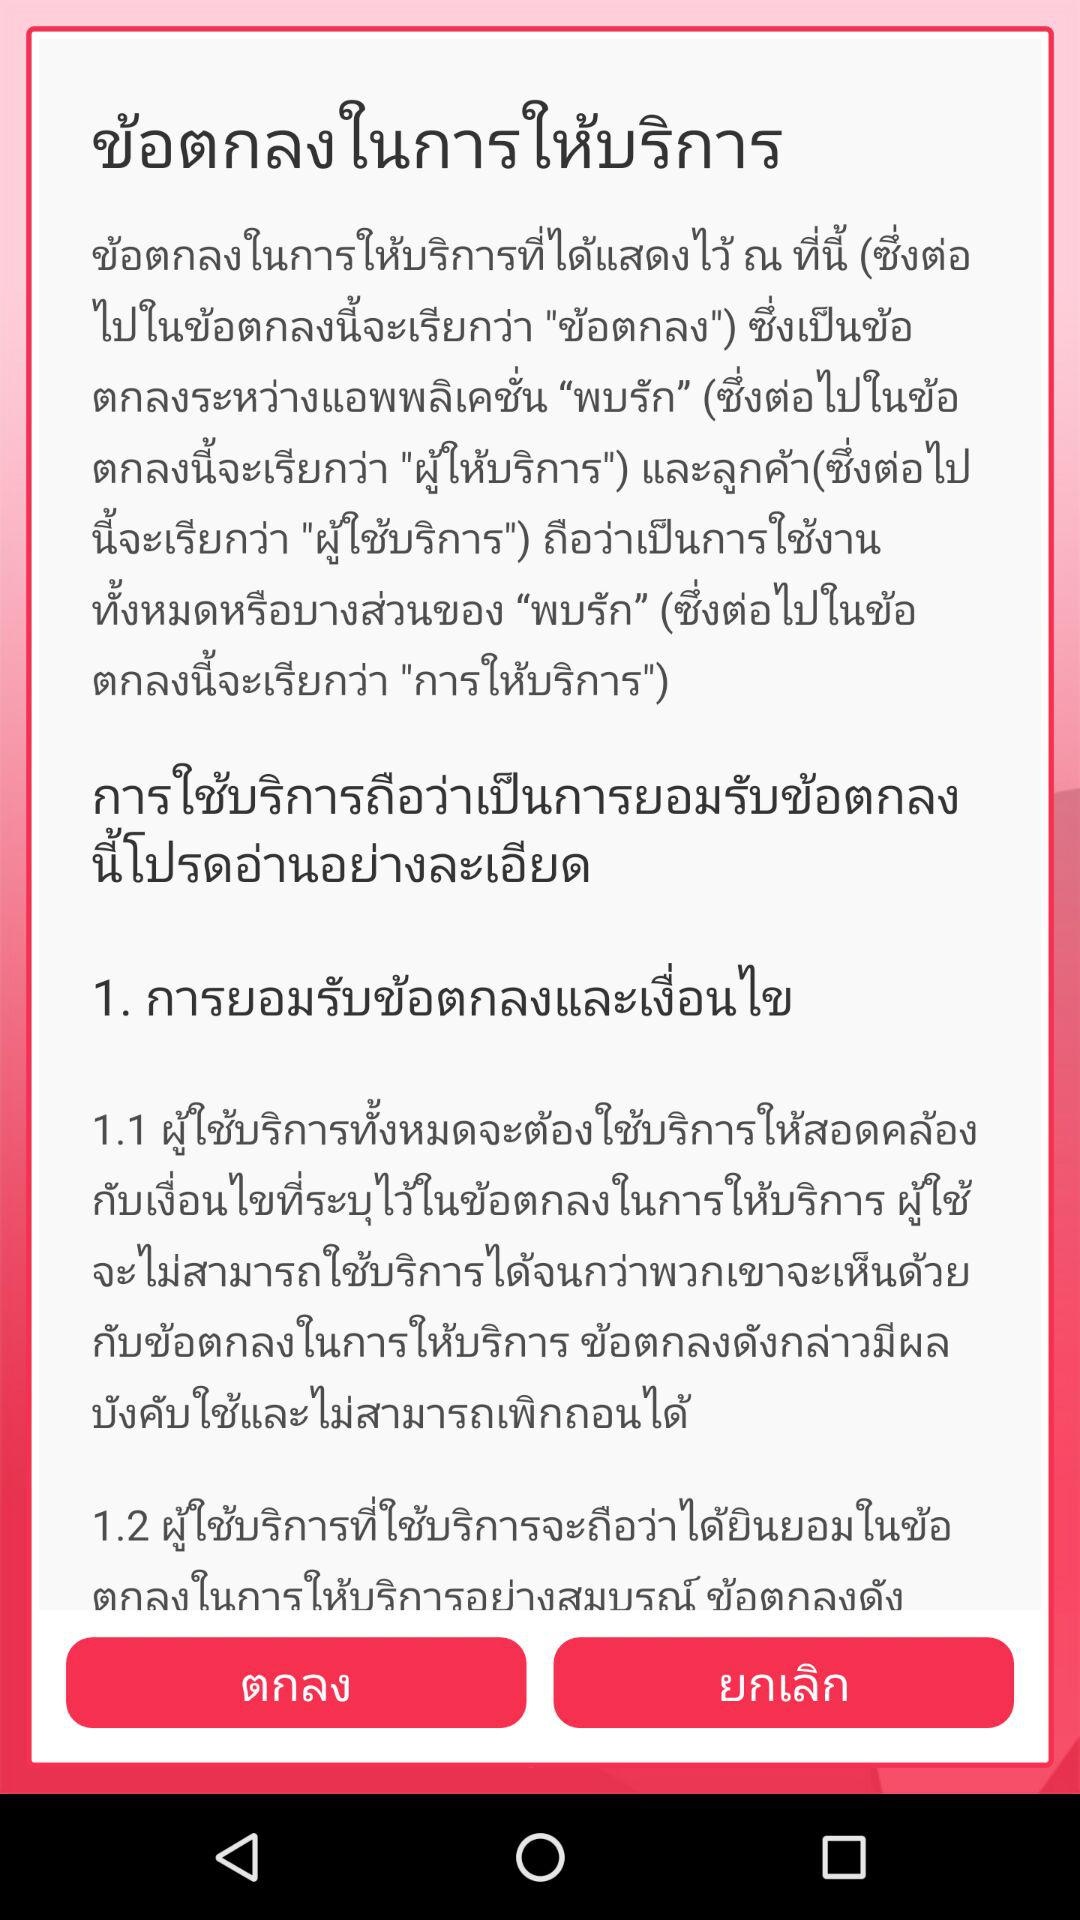 ข้อตกลงในการให้บริการ
ข้อตกลงในการให้บริการที่ได้แสดงไว้ ณ ที่นี้ (ซึ่งต่อ
ไปในข้อตกลงนี้จะเรียกว่า "ข้อตกลง") ซึ่งเป็นข้อ
ตกลงระหว่างแอพพลิเคชั่น “พบรัก” (ซึ่งต่อไปในข้อ
ตกลงนี้จะเรียกว่า "ผู้ให้บริการ") และลูกค้า(ซึ่งต่อไป
นี้จะเรียกว่า "ผู้ใช้บริการ") ถือว่าเป็นการใช้งาน
ทั้งหมดหรือบางส่วนของ “พบรัก” (ซึ่งต่อไปในข้อ
ตกลงนี้จะเรียกว่า "การให้บริการ")
การใช้บริการถือว่าเป็นการยอมรับข้อตกลง
นี้โปรดอ่านอย่างละเอียด
1. การยอมรับข้อตกลงและเงื่อนไข
1.1 ผู้ใช้บริการทั้งหมดจะต้องใช้บริการให้สอดคล้อง
กับเงื่อนไขที่ระบุไว้ในข้อตกลงในการให้บริการ ผู้ใช้
จะไม่สามารถใช้บริการได้จนกว่าพวกเขาจะเห็นด้วย
กับข้อตกลงในการให้บริการ ข้อตกลงดังกล่าวมีผล
บังคับใช้และไม่สามารถเพิกถอนได้
1.2 ผู้ใช้บริการที่ใช้บริการจะถือว่าได้ยินยอมในข้อ
ตกลงในการให้บริการอย่างสมบูรณ์ ข้อตกลงดัง
ตกลง
ยกเลิก